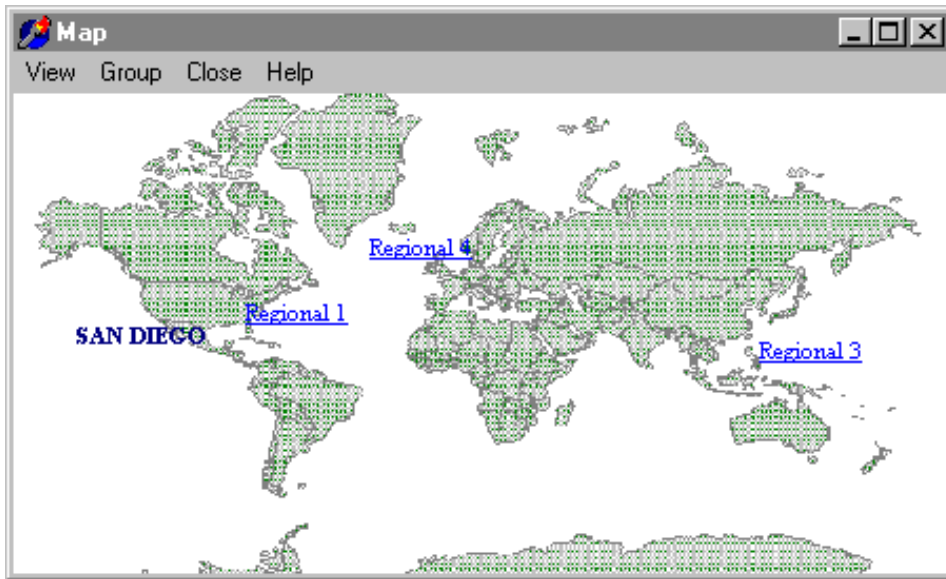 Map
View Group Close Help
Regional 4
Regional 1
SAN DIEGO
Regional 3